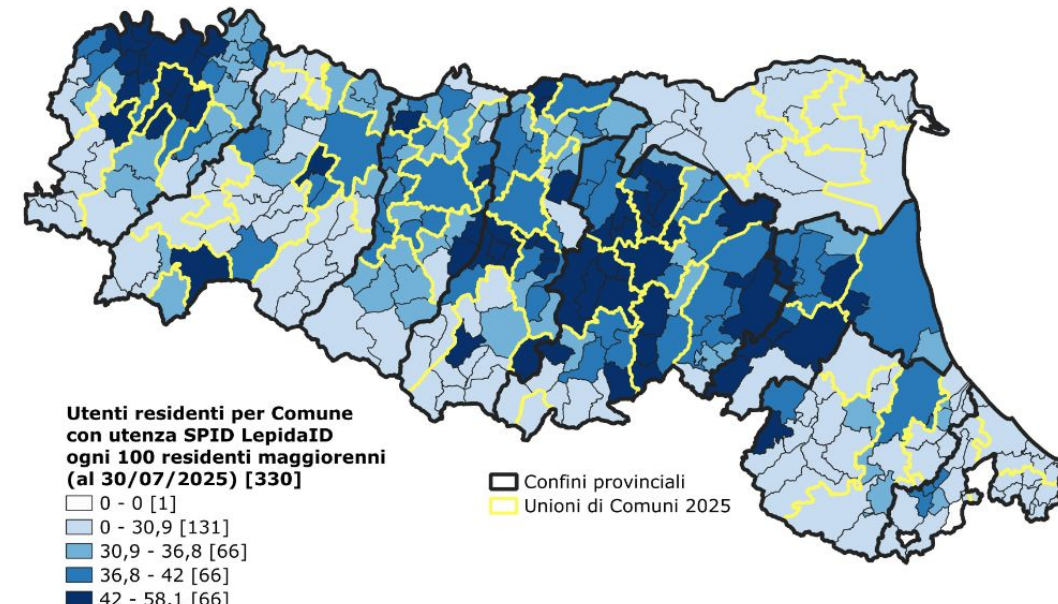 Utenti residenti per Comune
con utenza SPID LepidaID
ogni 100 residenti maggiorenni
(al 30/07/2025) [330]
0 - 0 [1]
0 - 30,9 [131]
30,9 - 36,8 [66]
36,8 - 42 [66]
42 - 58,1 [66]
Confini provinciali
Unioni di Comuni 2025